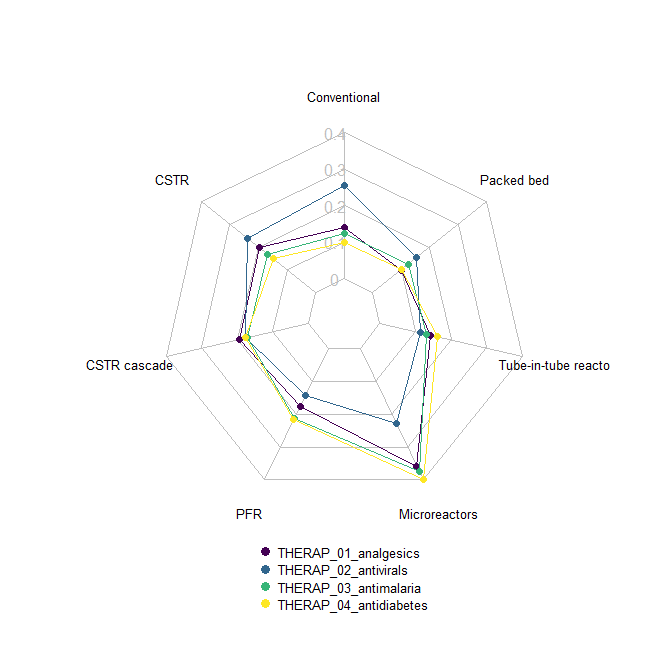 Conventional
0.4
CSTR
Packed bed
0.3
0.2
0.1
0
CSTR cascade
Tube-in-tube reacto
PFR
Microreactors
THERAP_01_analgesics
THERAP_02_antivirals
THERAP_03_antimalaria
THERAP_04_antidiabetes